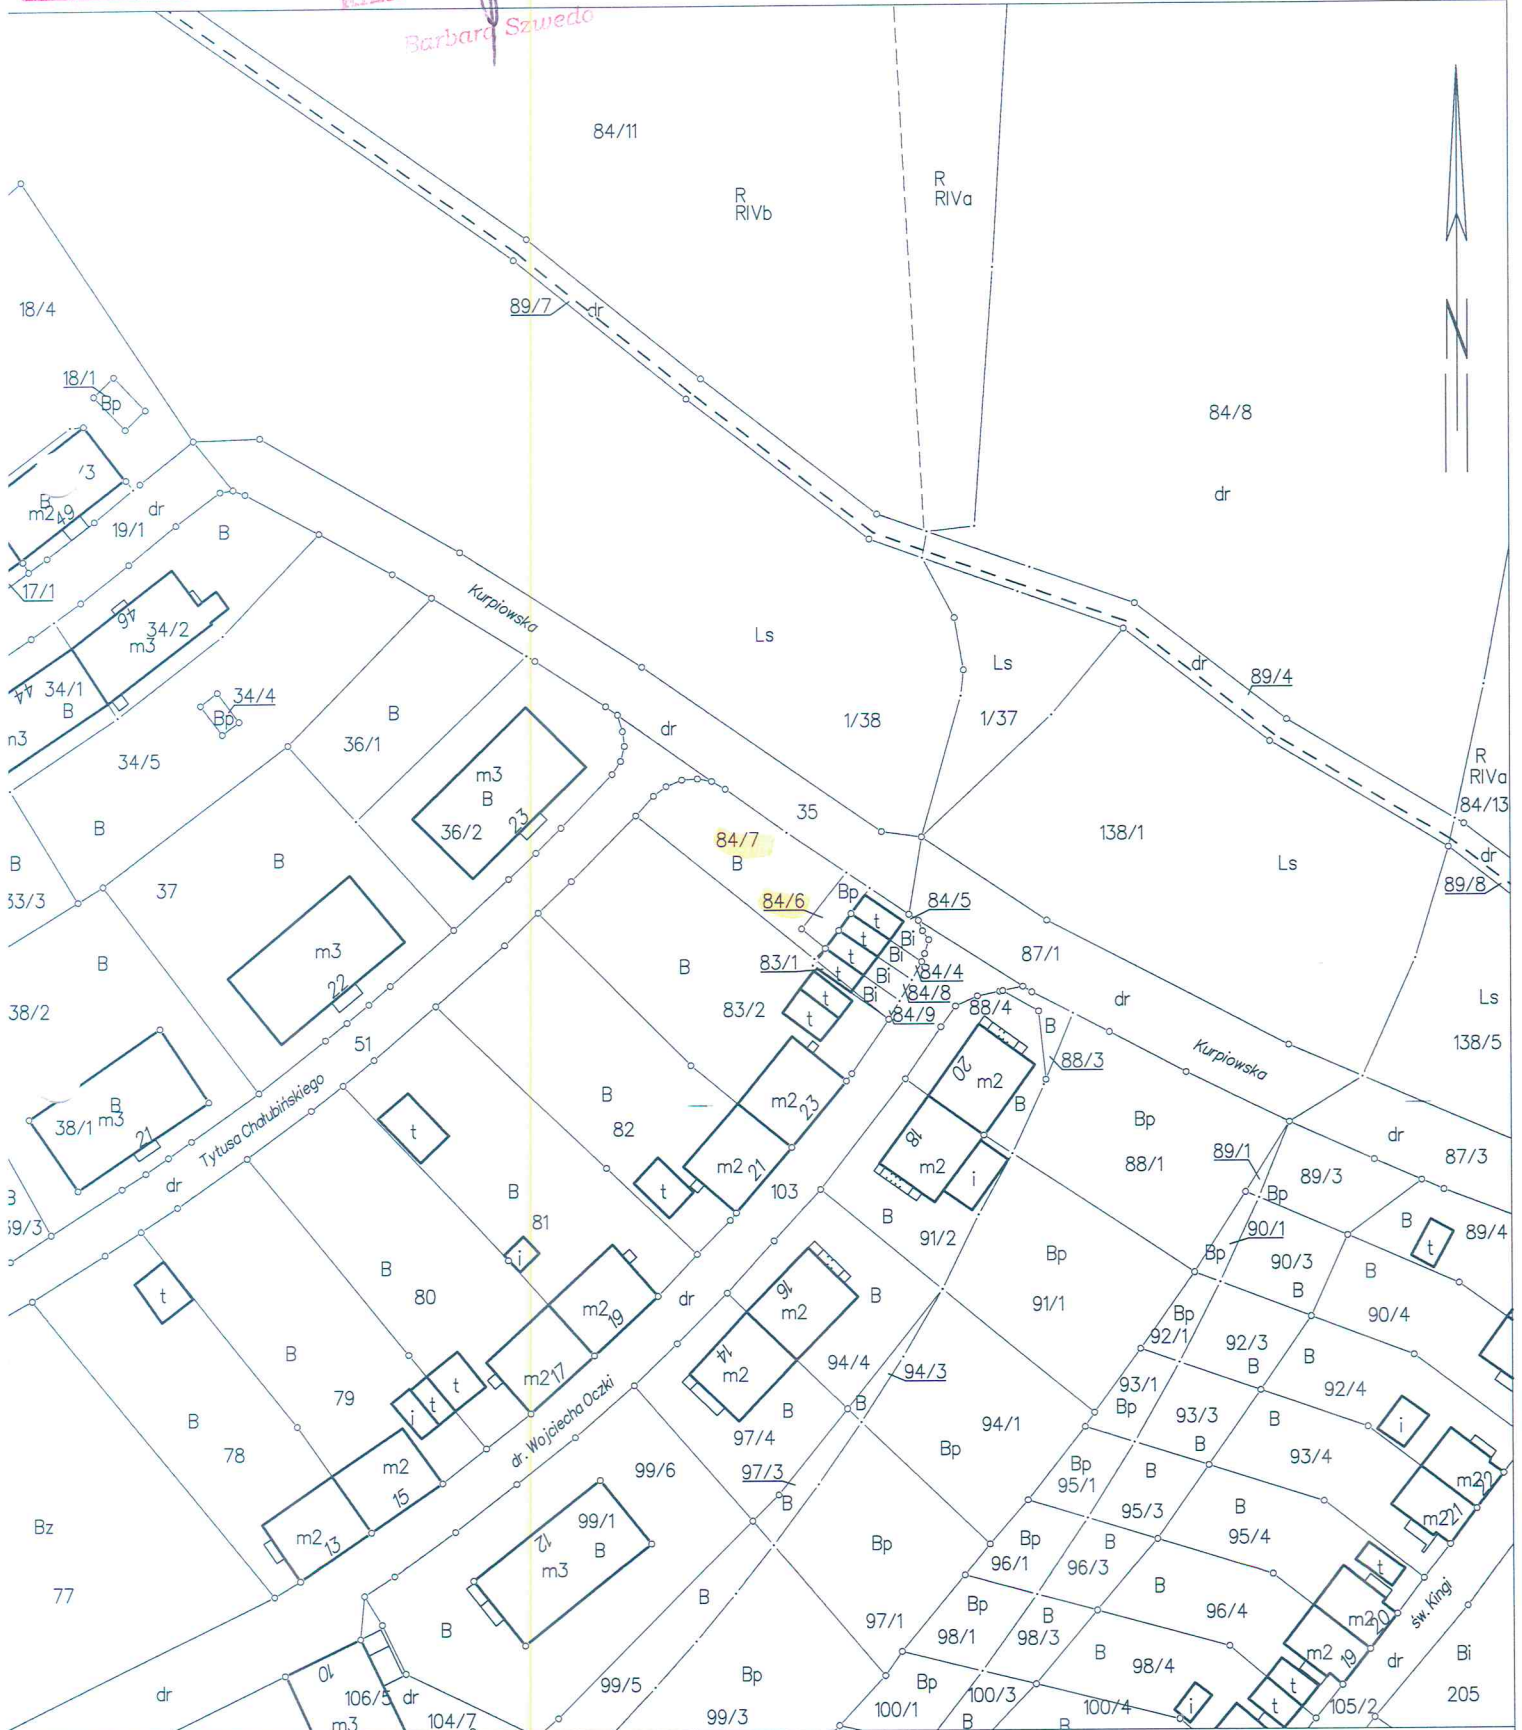 Barbara Szwedo
84/11
R
RIVb
R
RIVa
18/4
89/7
dr
18/1
Bp
84/8
dr
/3
B
m2
49
dr
19/1
B
17/1
Kurpiowska
46
34/2
m3
Ls
Ls
dr
89/4
44
34/1
B
34/4
Bp
B
36/1
dr
1/38
1/37
m3
34/5
R
RIVa
84/13
m3
B
36/2
23
35
84/7
B
138/1
B
B
Ls
dr
89/8
B
33/3
37
B
84/6
Bp
84/5
t
t
t
t
Bi
Bi
Bi
m3
22
B
B
83/1
84/4
84/8
84/9
87/1
dr
Ls
138/5
38/2
83/2
t
t
88/4
B
51
88/3
Kurpiowska
20
m2
B
B
38/1
m3
21
Tytusa Chałubińskiego
t
B
82
m2
23
18
m2
i
Bp
88/1
dr
87/3
89/1
89/3
B
59/3
dr
B
81
t
m2
21
103
B
91/2
Bp
90/1
B
89/4
t
i
Bp
Bp
90/3
B
B
t
B
80
m2
19
dr
16
m2
B
91/1
Bp
92/1
92/3
B
90/4
B
B
79
i
t
t
m2
17
14
m2
94/4
94/3
93/1
Bp
93/3
B
92/4
B
i
B
78
m2
15
dr. Wojciecha Oczki
B
97/4
B
94/1
Bp
Bp
95/1
B
93/4
97/3
B
m2
22
Bz
m2
13
99/6
12
99/1
B
m3
95/3
B
95/4
m2
21
77
Bp
Bp
96/1
B
96/3
t
B
96/4
m2
20
św. Kingi
B
B
97/1
Bp
98/1
B
98/3
B
98/4
m2
19
dr
Bi
10
Bp
Bp
t
t
dr
106/5
dr
99/5
100/1
100/3
100/4
i
105/2
205
m3
104/7
99/3
B
B